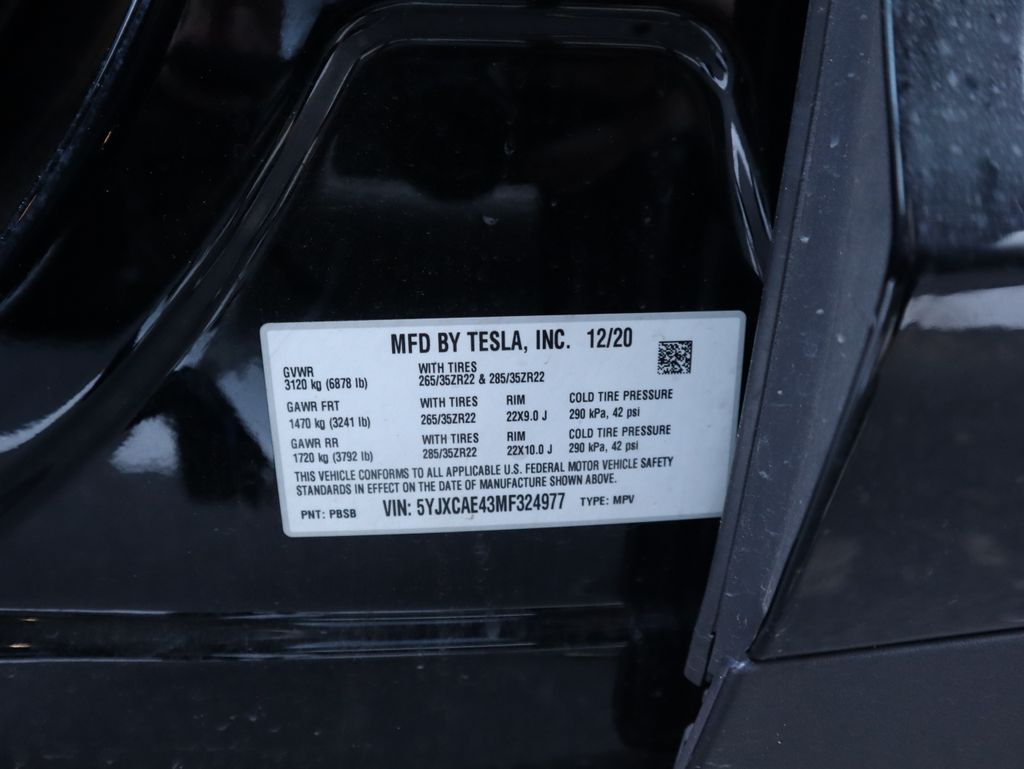 MFD BY TESLA, INC. 12/20
GVWR WITH TIRES
3120 kg (6878 lb) 265/35ZR22 & 285/35ZR22
GAWR FRT WITH TIRES RIM COLD TIRE PRESSURE
1470 kg (3241 lb) 265/35ZR22 22X9.0 J 290 kPa, 42 psi
GAWR RR WITH TIRES RIM COLD TIRE PRESSURE
1720 kg (3792 lb) 285/35ZR22 22X10.0 J 290 kPa, 42 psi
THIS VEHICLE CONFORMS TO ALL APPLICABLE U.S. FEDERAL MOTOR VEHICLE SAFETY
STANDARDS IN EFFECT ON THE DATE OF MANUFACTURE SHOWN ABOVE.
PNT: PBSB VIN: 5YJXCAE43MF324977 TYPE: MPV